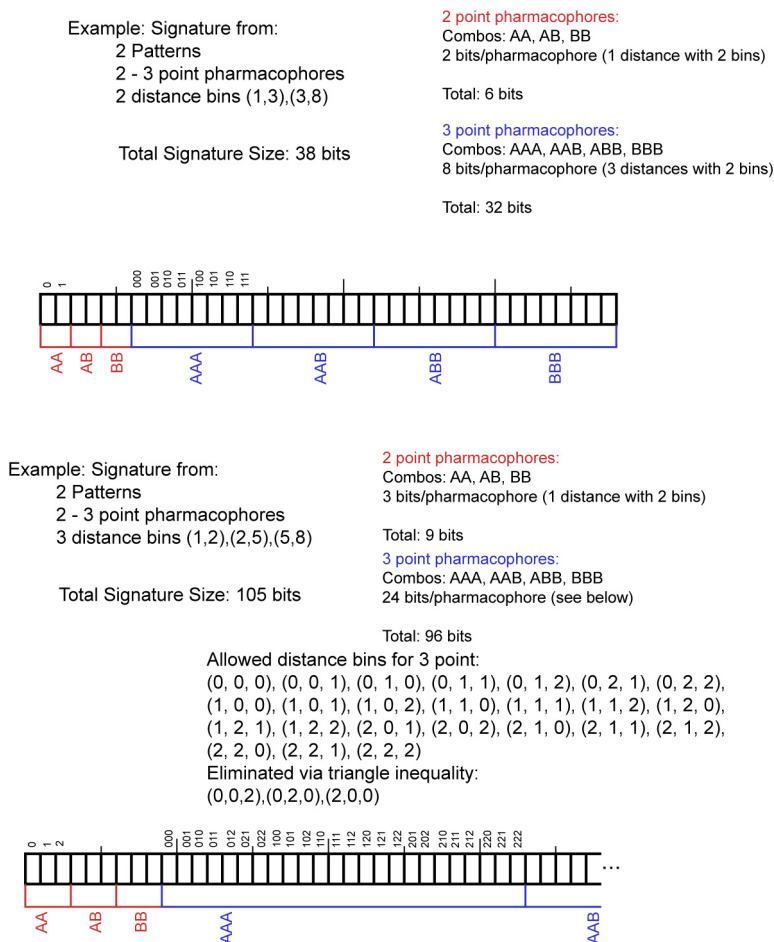 Example: Signature from:
2 Patterns
2 - 3 point pharmacophores
2 distance bins (1,3),(3,8)
Total Signature Size: 38 bits
2 point pharmacophores:
Combos: AA, AB, BB
2 bits/pharmacophore (1 distance with 2 bins)
Total: 6 bits
3 point pharmacophores:
Combos: AAA, AAB, ABB, BBB
8 bits/pharmacophore (3 distances with 2 bins)
Total: 32 bits
0 1 000 001 010 011 100 101 110 111
AA AB BB AAA AAB ABB BBB
Example: Signature from:
2 Patterns
2 - 3 point pharmacophores
3 distance bins (1,2),(2,5),(5,8)
Total Signature Size: 105 bits
2 point pharmacophores:
Combos: AA, AB, BB
3 bits/pharmacophore (1 distance with 2 bins)
Total: 9 bits
3 point pharmacophores:
Combos: AAA, AAB, ABB, BBB
24 bits/pharmacophore (see below)
Total: 96 bits
Allowed distance bins for 3 point:
(0, 0, 0), (0, 0, 1), (0, 1, 0), (0, 1, 1), (0, 1, 2), (0, 2, 1), (0, 2, 2),
(1, 0, 0), (1, 0, 1), (1, 0, 2), (1, 1, 0), (1, 1, 1), (1, 1, 2), (1, 2, 0),
(1, 2, 1), (1, 2, 2), (2, 0, 1), (2, 0, 2), (2, 1, 0), (2, 1, 1), (2, 1, 2),
(2, 2, 0), (2, 2, 1), (2, 2, 2)
Eliminated via triangle inequality:
(0,0,2),(0,2,0),(2,0,0)
0 1 2 000 001 010 011 012 021 022 100 101 102 110 111 112 120 121 122 201 202 210 211 212 220 221 222
...
AA AB BB AAA AAB